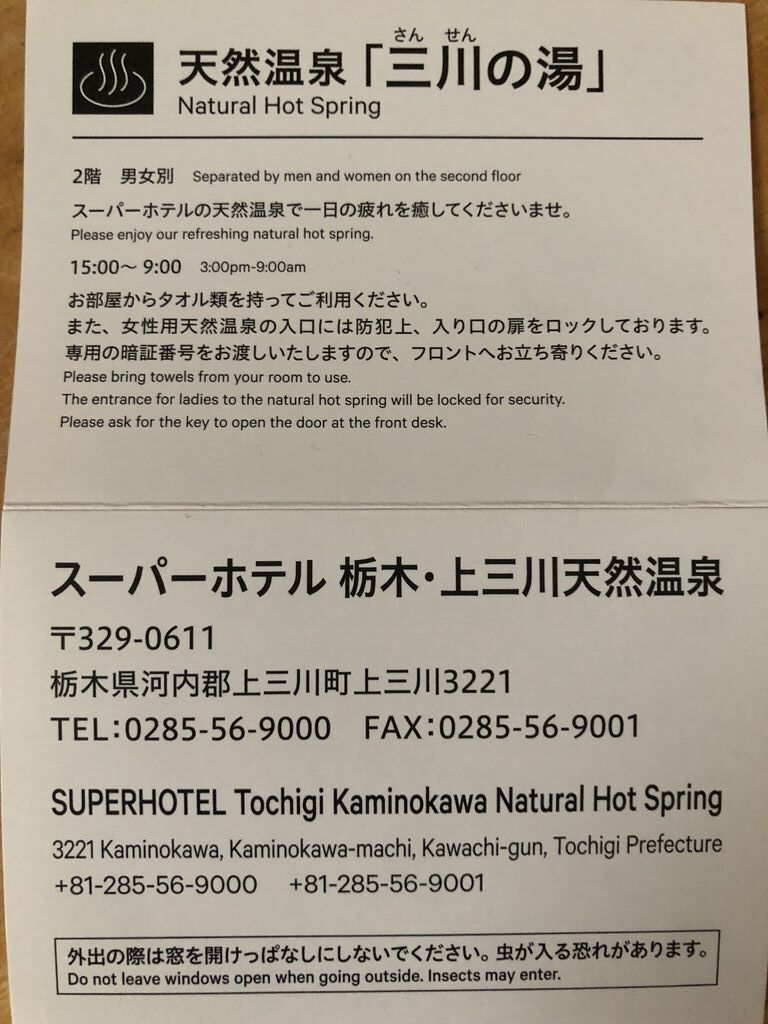 さん せん
天然温泉「三川の湯」
Natural Hot Spring
2階 男女別 Separated by men and women on the second floor
スーパーホテルの天然温泉で一日の疲れを癒してくださいませ。
Please enjoy our refreshing natural hot spring.
15:00〜 9:00 3:00pm-9:00am
お部屋からタオル類を持ってご利用ください。
また、女性用天然温泉の入口には防犯上、入り口の扉をロックしております。
専用の暗証番号をお渡しいたしますので、フロントへお立ち寄りください。
Please bring towels from your room to use.
The entrance for ladies to the natural hot spring will be locked for security.
Please ask for the key to open the door at the front desk.
スーパーホテル 栃木・上三川天然温泉
〒329-0611
栃木県河内郡上三川町上三川3221
TEL:0285-56-9000 FAX:0285-56-9001
SUPERHOTEL Tochigi Kaminokawa Natural Hot Spring
3221 Kaminokawa, Kaminokawa-machi, Kawachi-gun, Tochigi Prefecture
+81-285-56-9000 +81-285-56-9001
外出の際は窓を開けっぱなしにしないでください。虫が入る恐れがあります。
Do not leave windows open when going outside. Insects may enter.